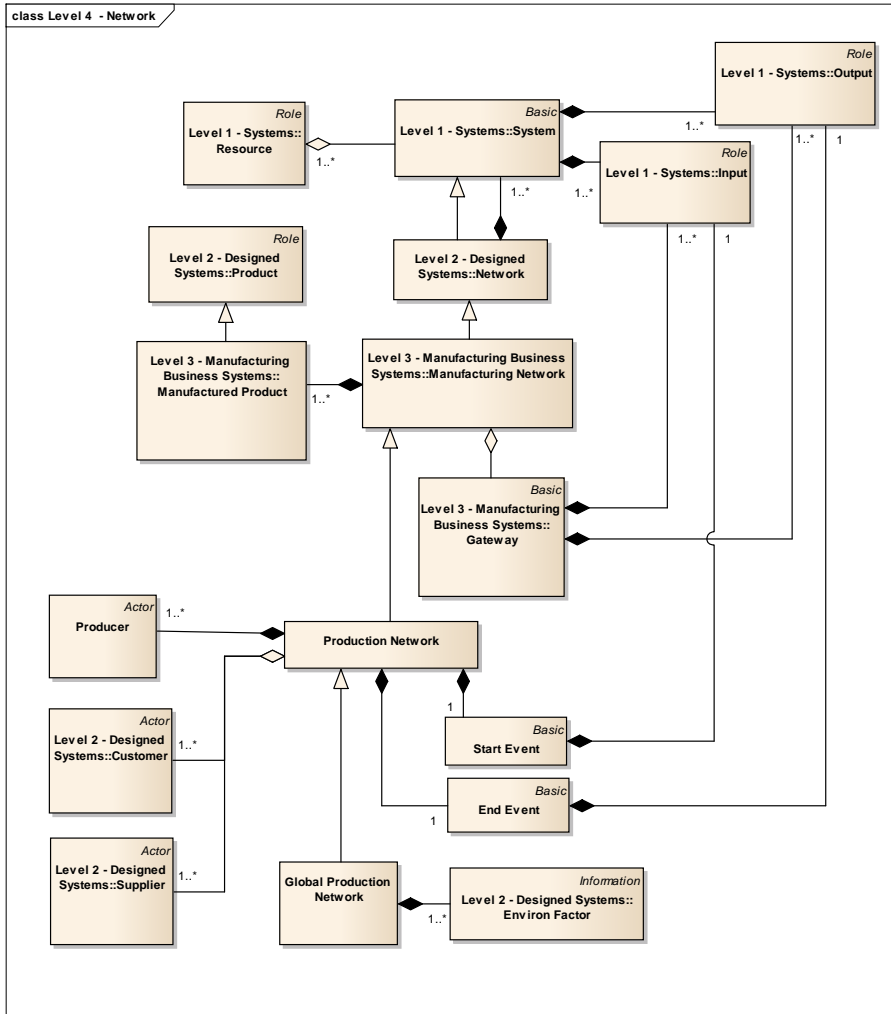 class Level 4 - Network
Role
Level 1 - Systems::Output
1..*
1..*
1
Role
Level 1 - Systems::
Resource
1..*
Basic
Level 1 - Systems::System
1..*
Role
Level 1 - Systems::Input
1..*
1..*
1
Role
Level 2 - Designed
Systems::Product
Level 2 - Designed
Systems::Network
Level 3 - Manufacturing
Business Systems::
Manufactured Product
1..*
Level 3 - Manufacturing Business
Systems::Manufacturing Network
Basic
Level 3 - Manufacturing
Business Systems::
Gateway
Actor
Producer
1..*
Production Network
Actor
Level 2 - Designed
Systems::Customer
1..*
1
Basic
Start Event
Basic
End Event
1
Actor
Level 2 - Designed
Systems::Supplier
1..*
Global Production
Network
1..*
Information
Level 2 - Designed Systems::
Environ Factor